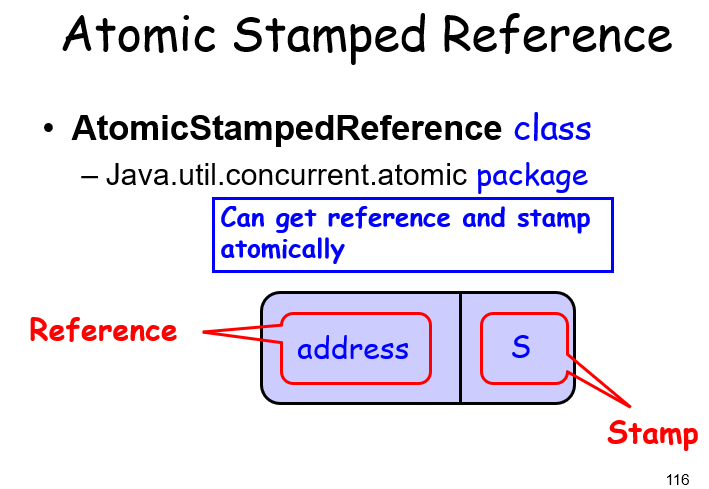 Atomic Stamped Reference
• AtomicStampedReference class
– Java.util.concurrent.atomic package
Can get reference and stamp
atomically
Reference
address
S
Stamp
116